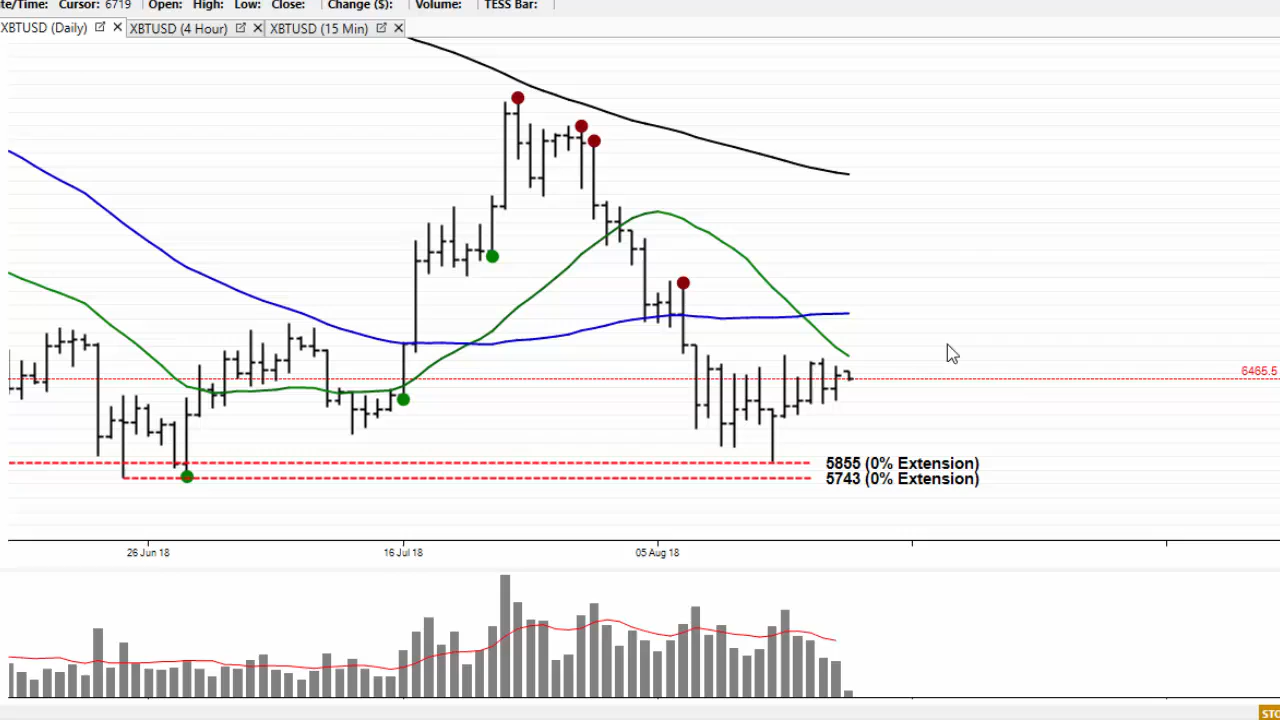 te/Time: Cursor: 6719 Open: High: Low: Close: Change ($): Volume: TESS Bar:
XBTUSD (Daily) XBTUSD (4 Hour) XBTUSD (15 Min)
6465.5
5855 (0% Extension)
5743 (0% Extension)
26 Jun 18 16 Jul 18 05 Aug 18
STO